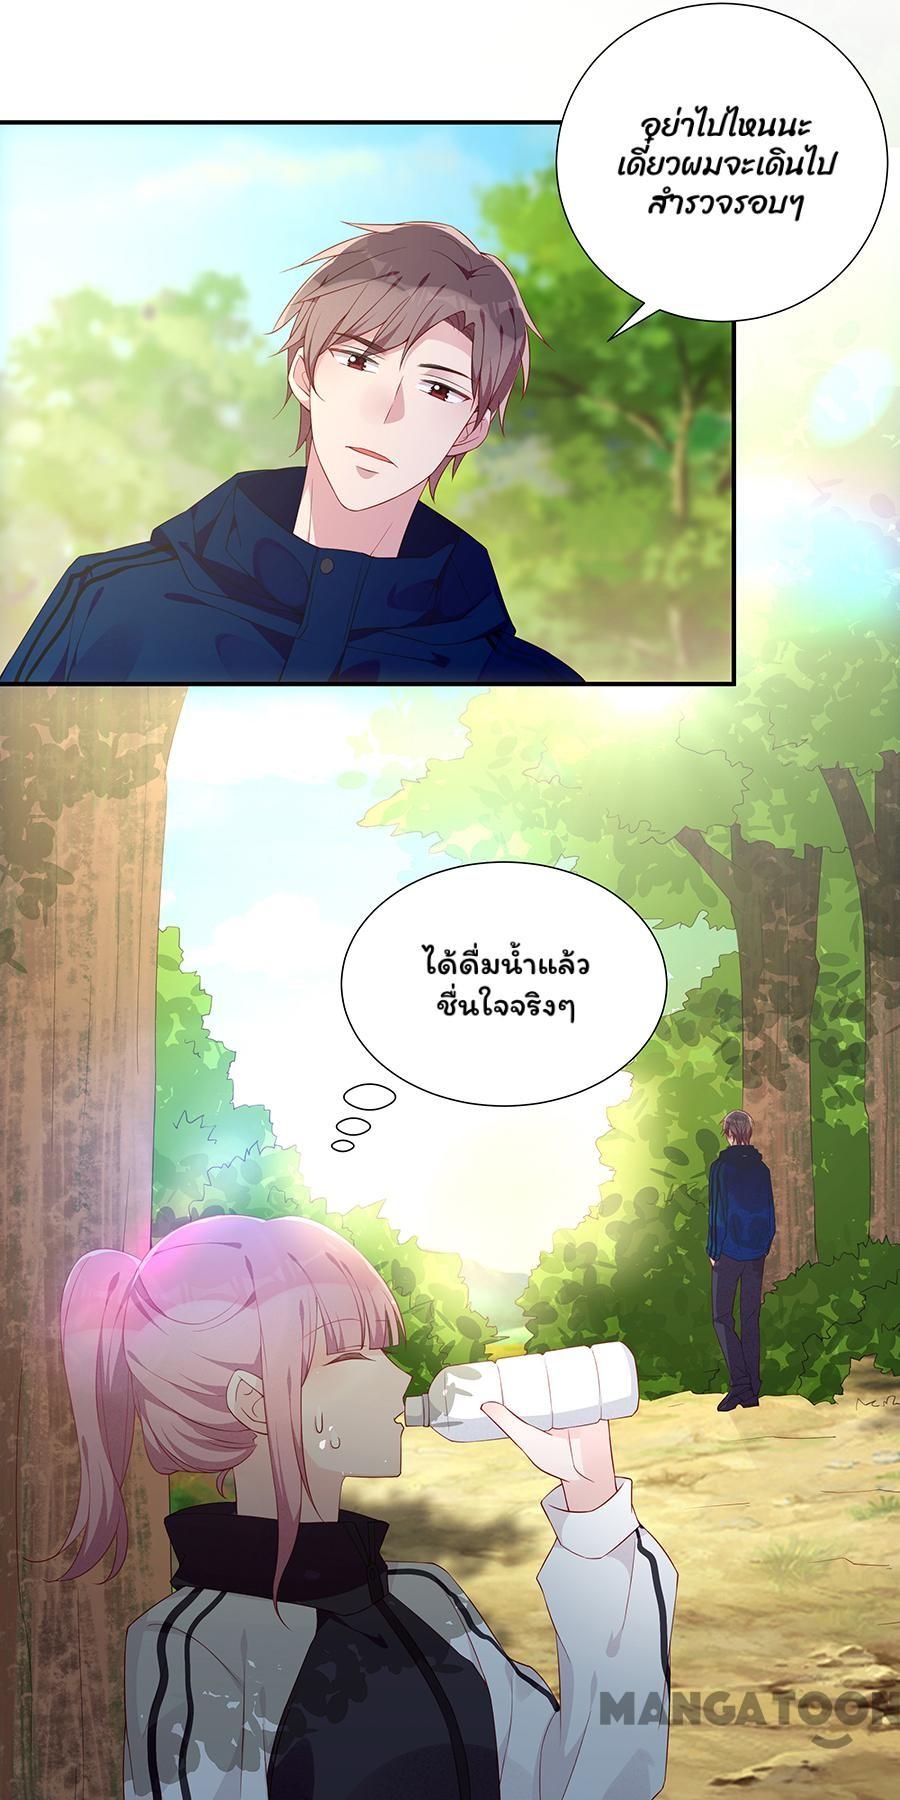 อย่าไปไหนนะ
เดี๋ยวผมจะเดินไป
สำรวจรอบๆ
ได้ดื่มน้ำแล้ว
ชื่นใจจริงๆ
MANGATOON